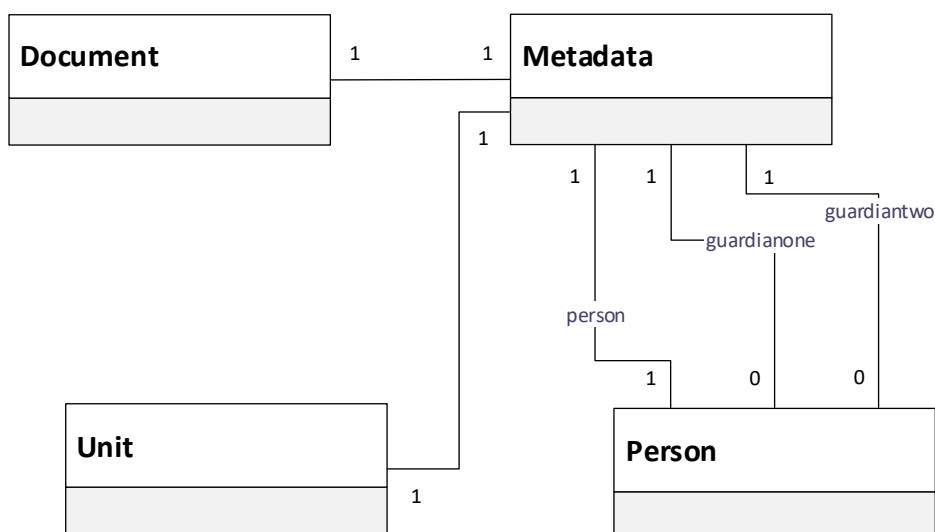 Document
1
1
Metadata
1
1
1
1
guardiantwo
guardianone
person
1
0
0
Unit
Person
1